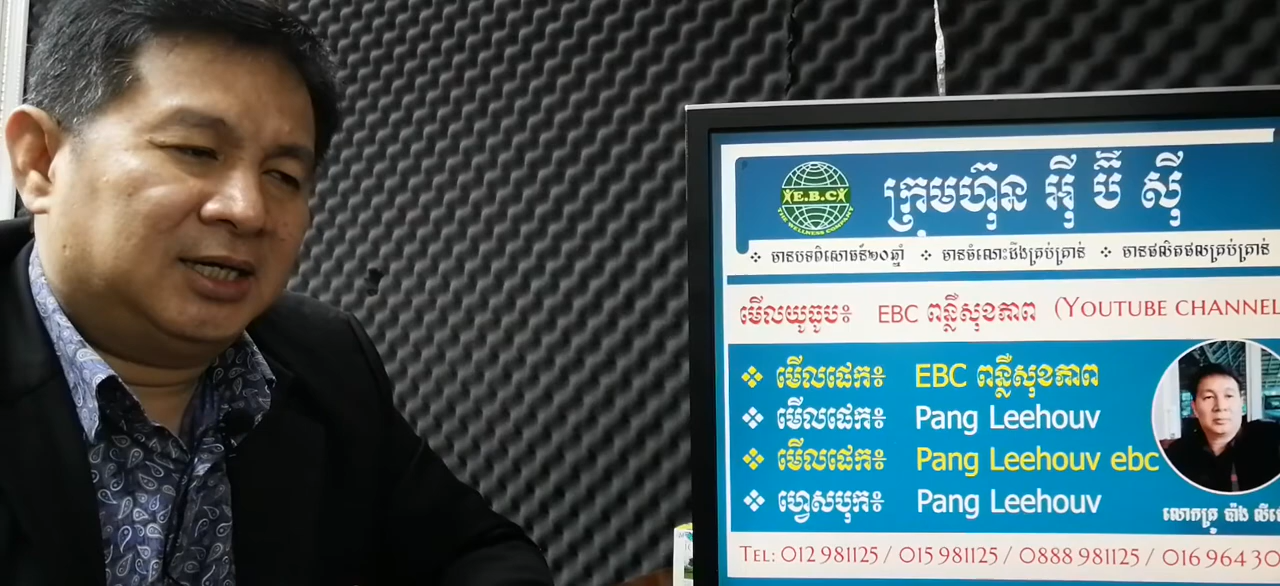 E.B.C
THE WELLNESS COMPANY
ក្រុមហ៊ុន អ៊ី ប៊ី ស៊ី
មានបទពិសោធន៍២០ឆ្នាំ ❖ មានចំណេះដឹងគ្រប់គ្រាន់ ❖ មានផលិតផលគ្រប់គ្រាន់
មើលយូធូប៖ EBC ពន្លឺសុខភាព (YOUTUBE CHANNEL
❖ មើលផេក៖ EBC ពន្លឺសុខភាព
❖ មើលផេក៖ Pang Leehouv
❖ មើលផេក៖ Pang Leehouv ebc
❖ ហ្វេសបុក៖ Pang Leehouv
លោកគ្រូ ប៉ាង
TEL: 012 981125 / 015 981125 / 0888 981125 / 016 964 30